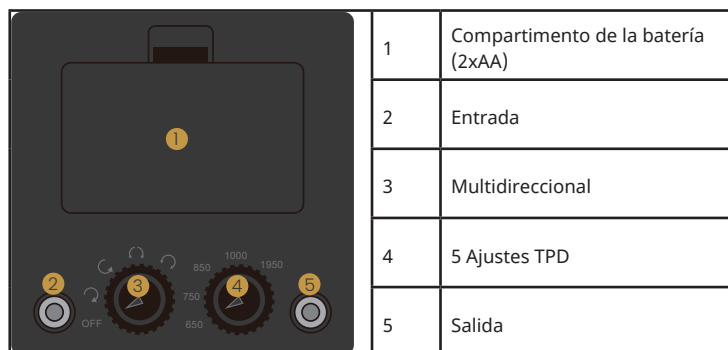 1
2
3
4
5
OFF
650
750
850
1000
1950
1 Compartimento de la batería
(2xAA)
2 Entrada
3 Multidireccional
4 5 Ajustes TPD
5 Salida